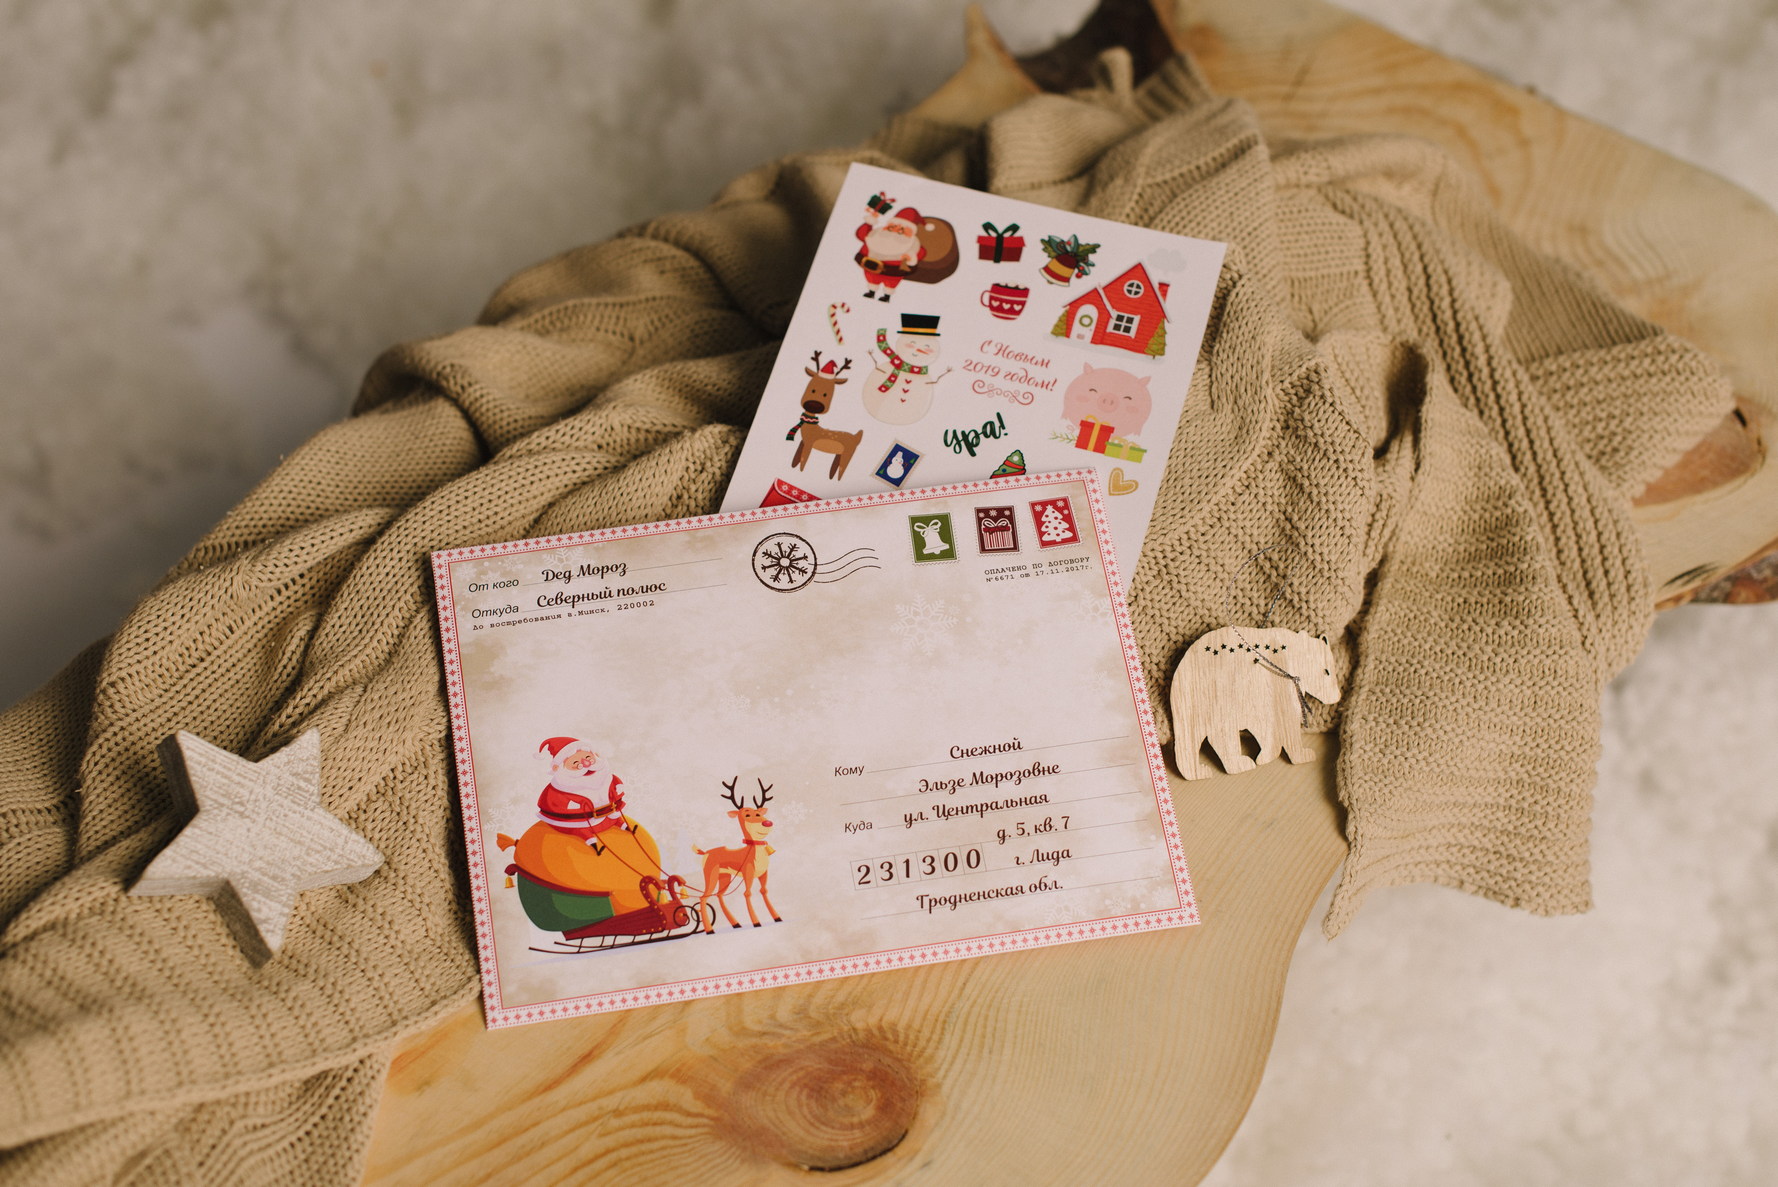 С Новым
2019 годом!
ура!
От кого Дед Мороз
Откуда Северный полюс
До востребования г.Минск, 220002
ОПЛАЧЕНО ПО ДОГОВОРУ
№6671 от 17.11.2017г.
Кому Снежной
Эльзе Морозовне
Куда ул. Центральная
д. 5, кв. 7
231300 г. Лида
Гродненская обл.